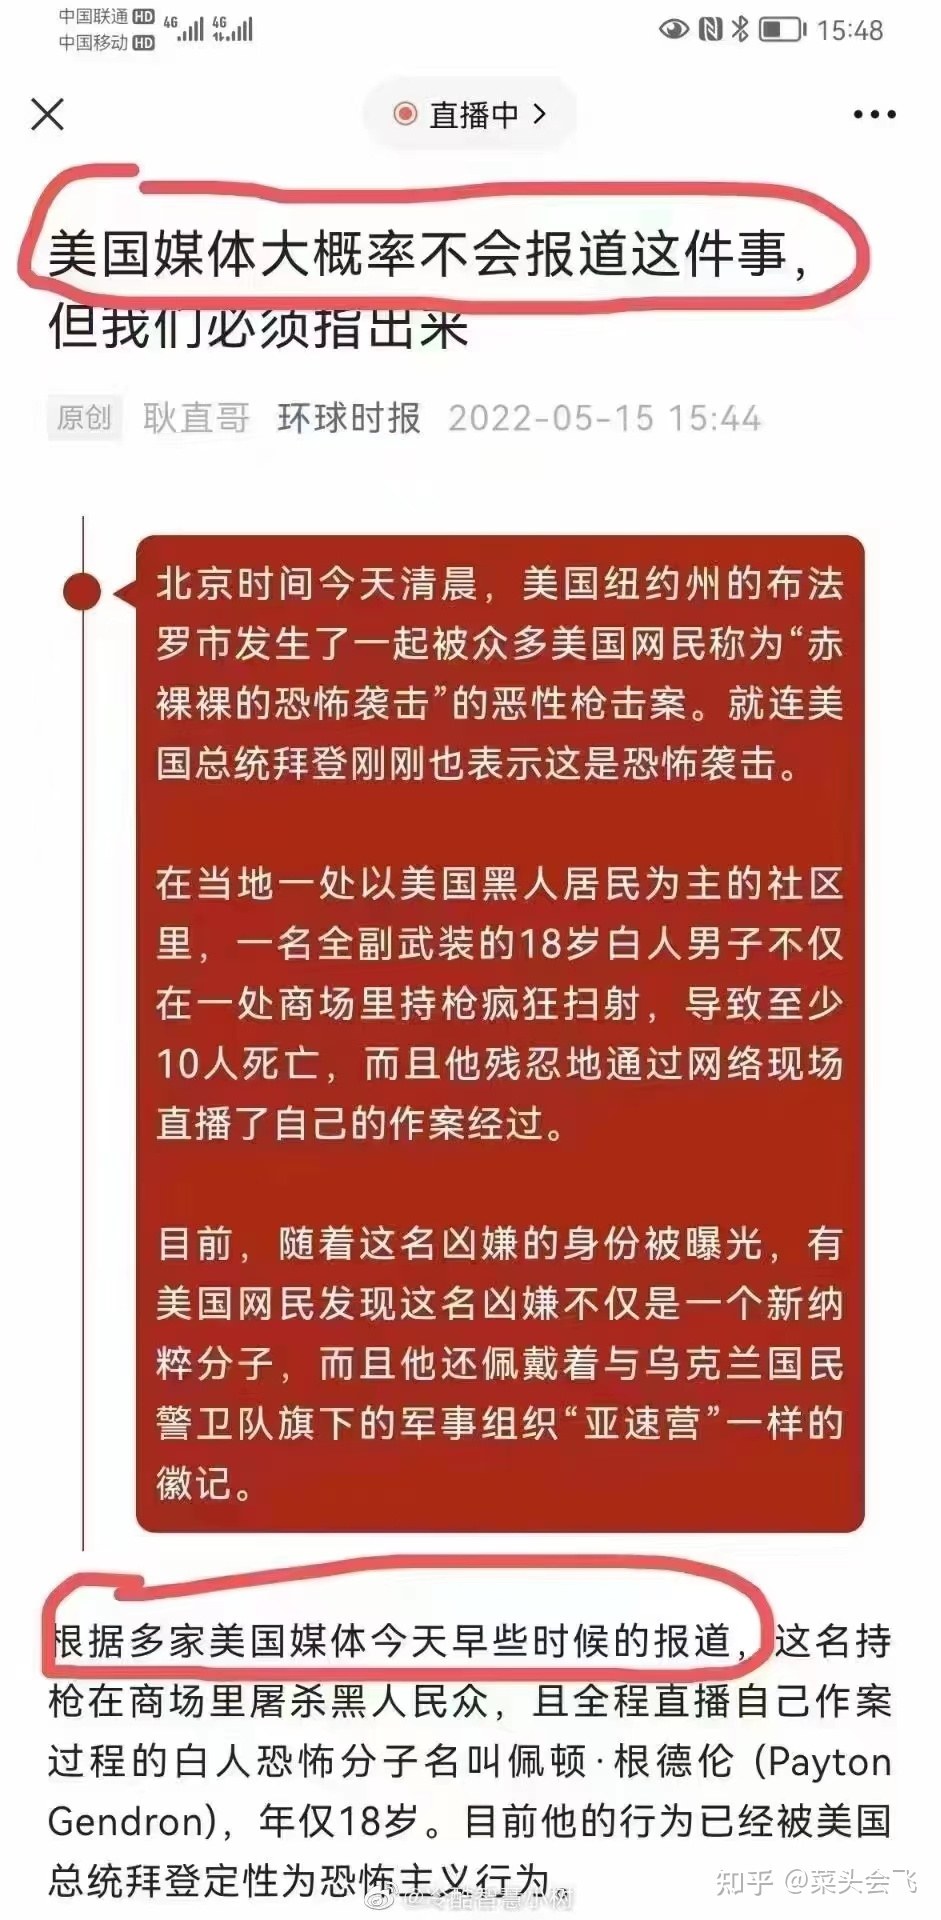 中国联通 HD 4G 4G 15:48
中国移动 HD
直播中
美国媒体大概率不会报道这件事，
但我们必须指出来
原创 耿直哥 环球时报 2022-05-15 15:44
北京时间今天清晨，美国纽约州的布法
罗市发生了一起被众多美国网民称为“赤
裸裸的恐怖袭击”的恶性枪击案。就连美
国总统拜登刚刚也表示这是恐怖袭击。
在当地一处以美国黑人居民为主的社区
里，一名全副武装的18岁白人男子不仅
在一处商场里持枪疯狂扫射，导致至少
10人死亡，而且他残忍地通过网络现场
直播了自己的作案经过。
目前，随着这名凶嫌的身份被曝光，有
美国网民发现这名凶嫌不仅是一个新纳
粹分子，而且他还佩戴着与乌克兰国民
警卫队旗下的军事组织“亚速营”一样的
徽记。
根据多家美国媒体今天早些时候的报道，这名持
枪在商场里屠杀黑人民众，且全程直播自己作案
过程的白人恐怖分子名叫佩顿·根德伦 (Payton
Gendron)，年仅18岁。目前他的行为已经被美国
总统拜登定性为恐怖主义行为
@冷酷智慧小树
知乎 @菜头会飞